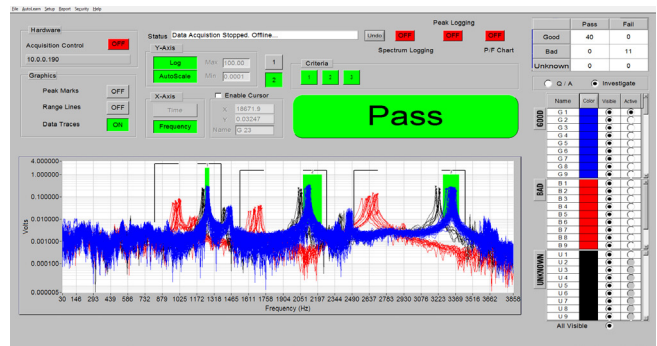 File AutoLearn Setup Report Security Help
Hardware
Acquisition Control OFF
10.0.0.190
Graphics
Peak Marks OFF
Range Lines OFF
Data Traces ON
Status Data Acquistion Stopped. Offline...
Y-Axis
Log Max 100.00
AutoScale Min 0.0001
1
2
X-Axis
Time
Frequency
Enable Cursor
X 18671.9
Y 0.03247
Name G 23
Criteria
1 2 3
Undo OFF OFF OFF
Peak Logging
Spectrum Logging P/F Chart
Pass
Pass Fail
Good 40 0
Bad 0 11
Unknown 0 0
Q / A Investigate
Name Color Visible Active
GOOD
G 1
G 2
G 3
G 4
G 5
G 6
G 7
G 8
G 9
BAD
B 1
B 2
B 3
B 4
B 5
B 6
B 7
B 8
B 9
UNKNOWN
U 1
U 2
U 3
U 4
U 5
U 6
U 7
U 8
U 9
All Visible
Volts
4.000000
1.000000
0.100000
0.010000
0.001000
0.000100
0.000005
30 146 293 439 586 732 879 1025 1172 1318 1465 1611 1758 1904 2051 2197 2344 2490 2637 2783 2930 3076 3223 3369 3516 3662 3858
Frequency (Hz)